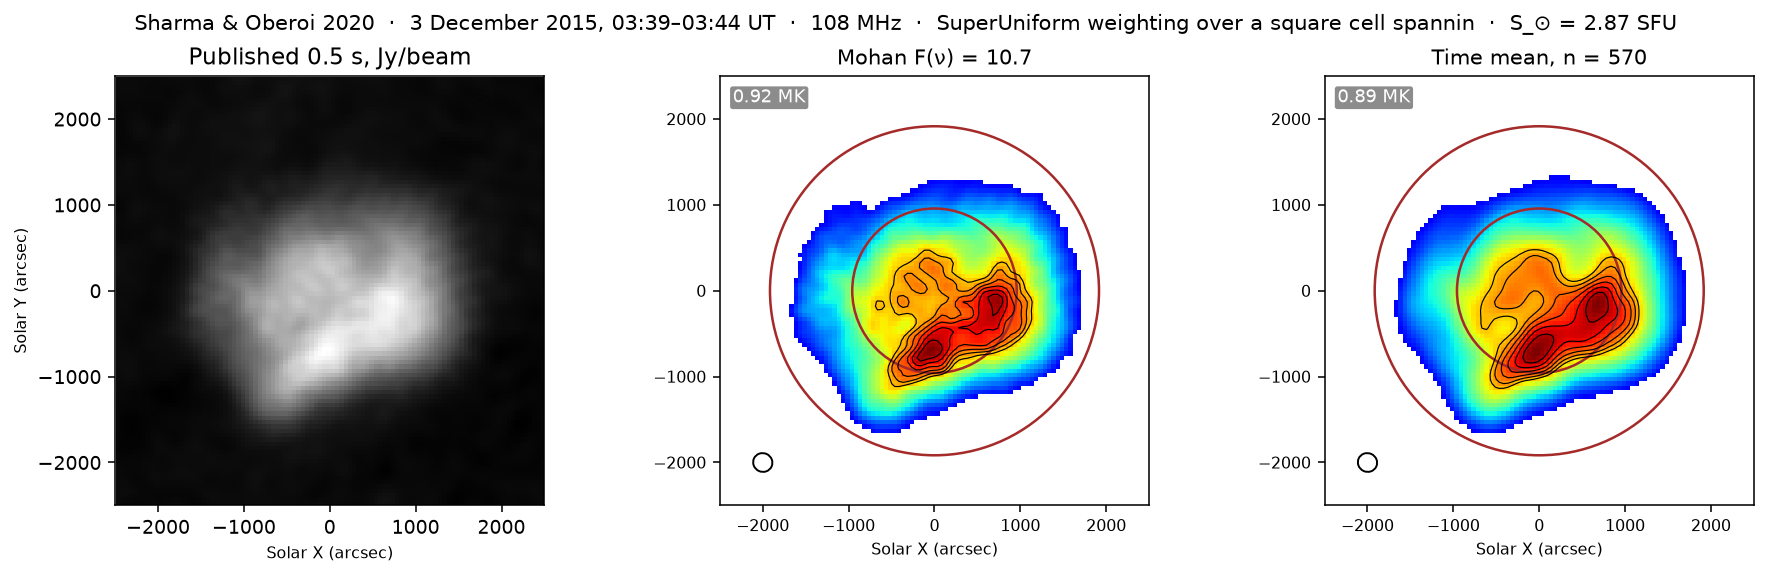 Sharma & Oberoi 2020 · 3 December 2015, 03:39–03:44 UT · 108 MHz · SuperUniform weighting over a square cell spannin · S_⊙ = 2.87 SFU
Published 0.5 s, Jy/beam
Mohan F(ν) = 10.7
Time mean, n = 570
0.92 MK
0.89 MK
2000
1000
0
−1000
−2000
Solar Y (arcsec)
−2000 −1000 0 1000 2000
Solar X (arcsec)
2000
1000
0
−1000
−2000
−2000 −1000 0 1000 2000
Solar X (arcsec)
2000
1000
0
−1000
−2000
−2000 −1000 0 1000 2000
Solar X (arcsec)